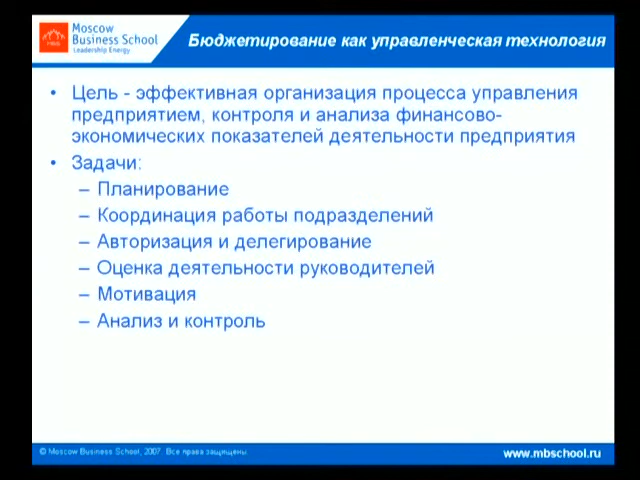 Moscow
Business School
Leadership Energy
Бюджетирование как управленческая технология
• Цель - эффективная организация процесса управления
предприятием, контроля и анализа финансово-
экономических показателей деятельности предприятия
• Задачи:
– Планирование
– Координация работы подразделений
– Авторизация и делегирование
– Оценка деятельности руководителей
– Мотивация
– Анализ и контроль
© Moscow Business School, 2007 Все права защищены
www.mbschool.ru